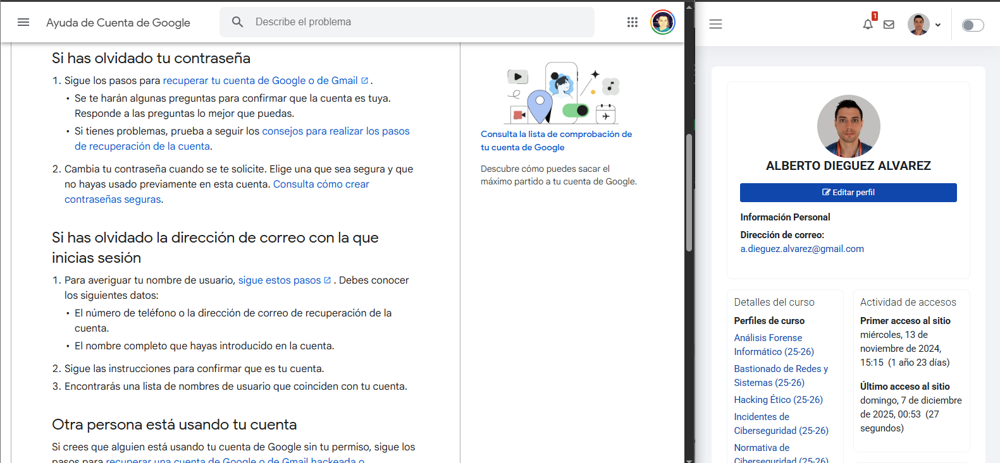 Ayuda de Cuenta de Google
Describe el problema
Si has olvidado tu contraseña
1. Sigue los pasos para recuperar tu cuenta de Google o de Gmail .
• Se te harán algunas preguntas para confirmar que la cuenta es tuya.
Responde a las preguntas lo mejor que puedas.
• Si tienes problemas, prueba a seguir los consejos para realizar los pasos
de recuperación de la cuenta.
2. Cambia tu contraseña cuando se te solicite. Elige una que sea segura y que
no hayas usado previamente en esta cuenta. Consulta cómo crear
contraseñas seguras.
Si has olvidado la dirección de correo con la que
inicias sesión
1. Para averiguar tu nombre de usuario, sigue estos pasos . Debes conocer
los siguientes datos:
• El número de teléfono o la dirección de correo de recuperación de la
cuenta.
• El nombre completo que hayas introducido en la cuenta.
2. Sigue las instrucciones para confirmar que es tu cuenta.
3. Encontrarás una lista de nombres de usuario que coinciden con tu cuenta.
Otra persona está usando tu cuenta
Si crees que alguien está usando tu cuenta de Google sin tu permiso, sigue los
pasos para recuperar una cuenta de Google o de Gmail hackeada o
Consulta la lista de comprobación de
tu cuenta de Google
Descubre cómo puedes sacar el
máximo partido a tu cuenta de Google.
1
ALBERTO DIEGUEZ ALVAREZ
Editar perfil
Información Personal
Dirección de correo:
a.dieguez.alvarez@gmail.com
Detalles del curso
Perfiles de curso
Análisis Forense
Informático (25-26)
Bastionado de Redes y
Sistemas (25-26)
Hacking Ético (25-26)
Incidentes de
Ciberseguridad (25-26)
Normativa de
Ciberseguridad (25-26)
Actividad de accesos
Primer acceso al sitio
miércoles, 13 de
noviembre de 2024,
15:15 (1 año 23 días)
Último acceso al sitio
domingo, 7 de diciembre
de 2025, 00:53 (27
segundos)